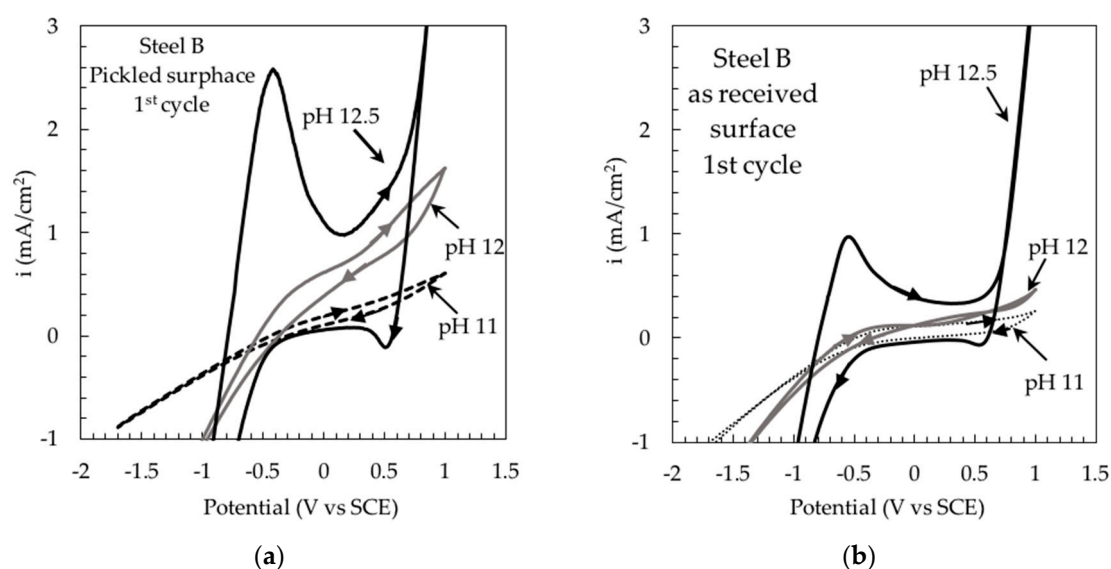 3
2
1
0
-1
i (mA/cm²)
Steel B
Pickled surphace
1st cycle
pH 12.5
pH 12
pH 11
-2 -1.5 -1 -0.5 0 0.5 1 1.5
Potential (V vs SCE)
(a)
3
2
1
0
-1
i (mA/cm²)
Steel B
as received
surface
1st cycle
pH 12.5
pH 12
pH 11
-2 -1.5 -1 -0.5 0 0.5 1 1.5
Potential (V vs SCE)
(b)